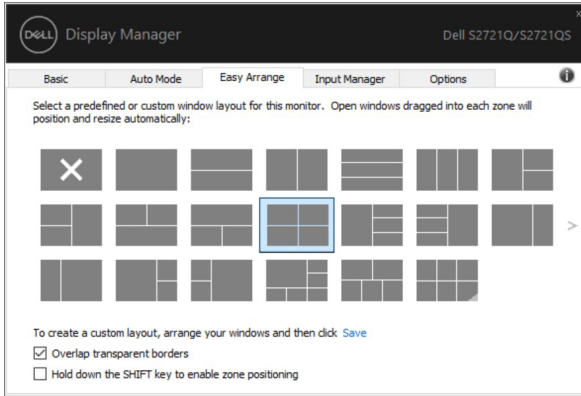 DELL Display Manager Dell S2721Q/S2721QS
Basic Auto Mode Easy Arrange Input Manager Options
Select a predefined or custom window layout for this monitor. Open windows dragged into each zone will
position and resize automatically:
To create a custom layout, arrange your windows and then click Save
Overlap transparent borders
Hold down the SHIFT key to enable zone positioning